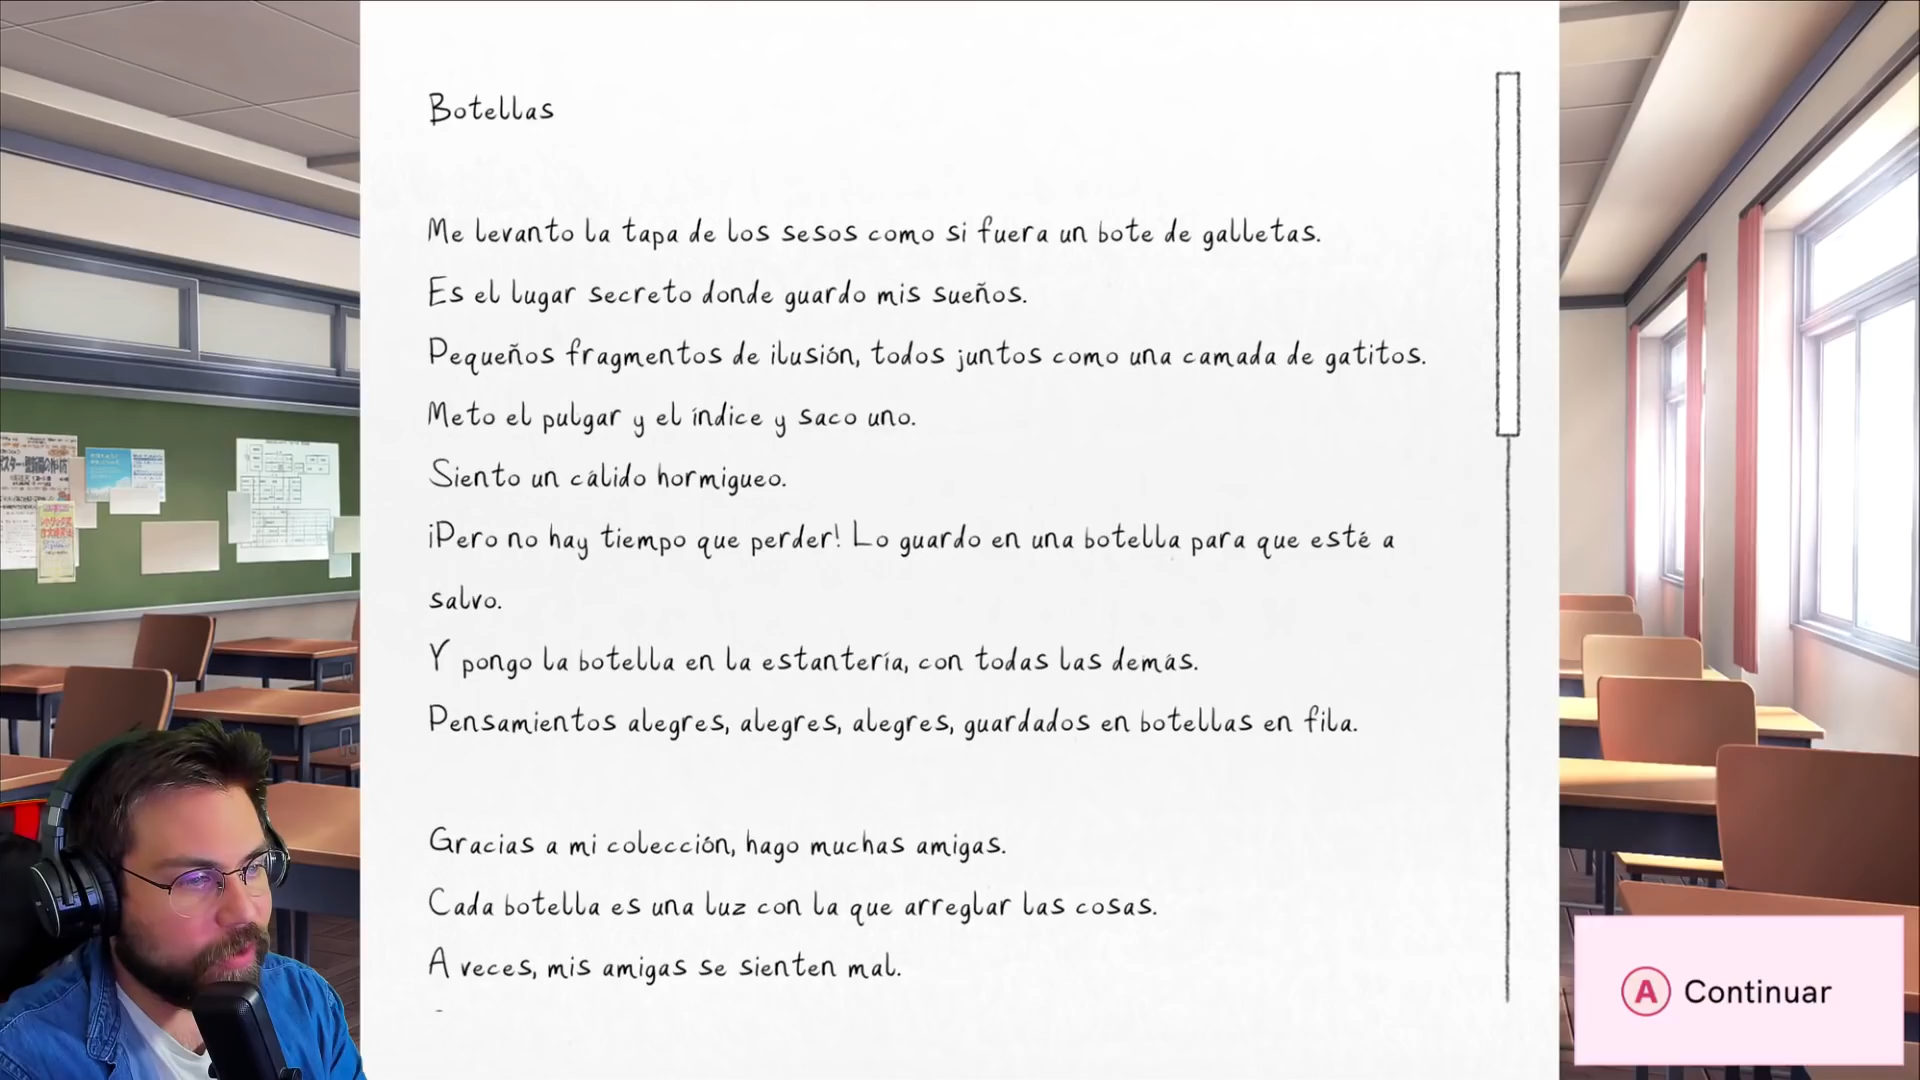 Botellas
Me levanto la tapa de los sesos como si fuera un bote de galletas.
Es el lugar secreto donde guardo mis sueños.
Pequeños fragmentos de ilusión, todos juntos como una camada de gatitos.
Meto el pulgar y el índice y saco uno.
Siento un cálido hormigueo.
¡Pero no hay tiempo que perder! Lo guardo en una botella para que esté a
salvo.
Y pongo la botella en la estantería, con todas las demás.
Pensamientos alegres, alegres, alegres, guardados en botellas en fila.
Gracias a mi colección, hago muchas amigas.
Cada botella es una luz con la que arreglar las cosas.
A veces, mis amigas se sienten mal.
A Continuar